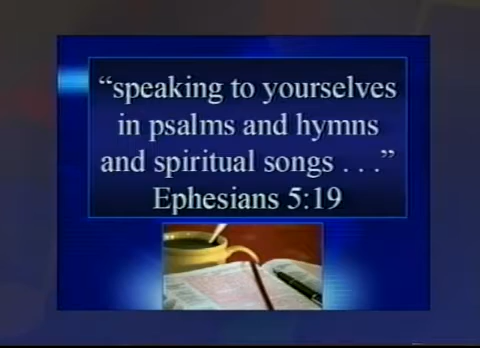 “speaking to yourselves
in psalms and hymns
and spiritual songs . . .”
Ephesians 5:19